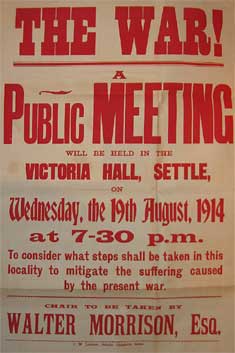 THE WAR!
A
PUBLIC MEETING
WILL BE HELD IN THE
VICTORIA HALL, SETTLE,
ON
Wednesday, the 19th August, 1914
at 7-30 p.m.
To consider what steps shall be taken in this
locality to mitigate the suffering caused
by the present war.
CHAIR TO BE TAKEN BY
WALTER MORRISON, Esq.